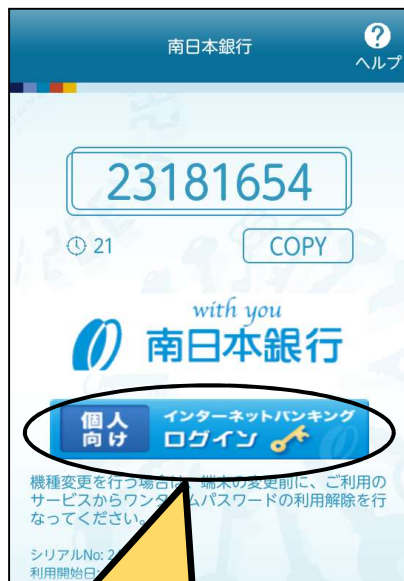 南日本銀行
?
ヘルプ
23181654
21
COPY
with you
南日本銀行
個人
向け
インターネットバンキング
ログイン
機種変更を行う場合は、端末の変更前に、ご利用の
サービスからワンタイムパスワードの利用解除を行
なってください。
シリアルNo: 2
利用開始日: